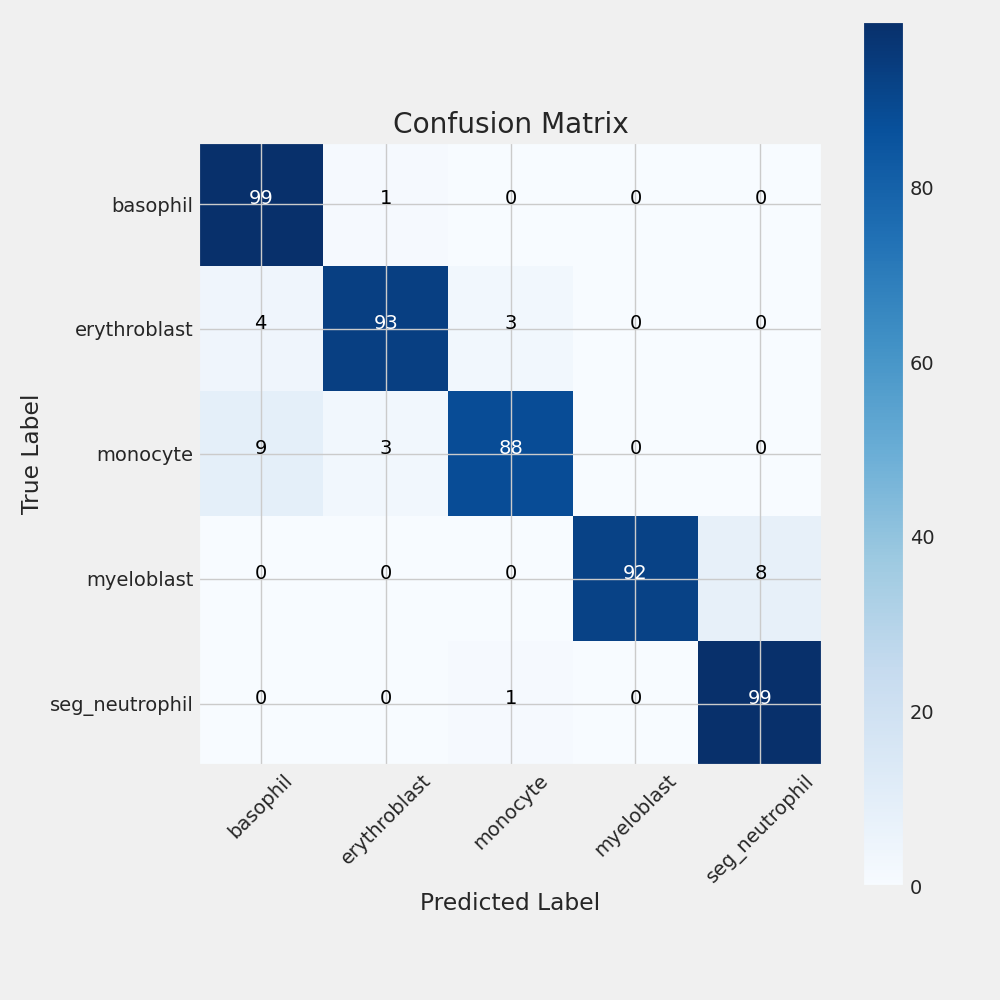 Confusion Matrix
basophil 99 1 0 0 0
erythroblast 4 93 3 0 0
monocyte 9 3 88 0 0
myeloblast 0 0 0 92 8
seg_neutrophil 0 0 1 0 99
basophil erythroblast monocyte myeloblast seg_neutrophil
Predicted Label
True Label
80
60
40
20
0